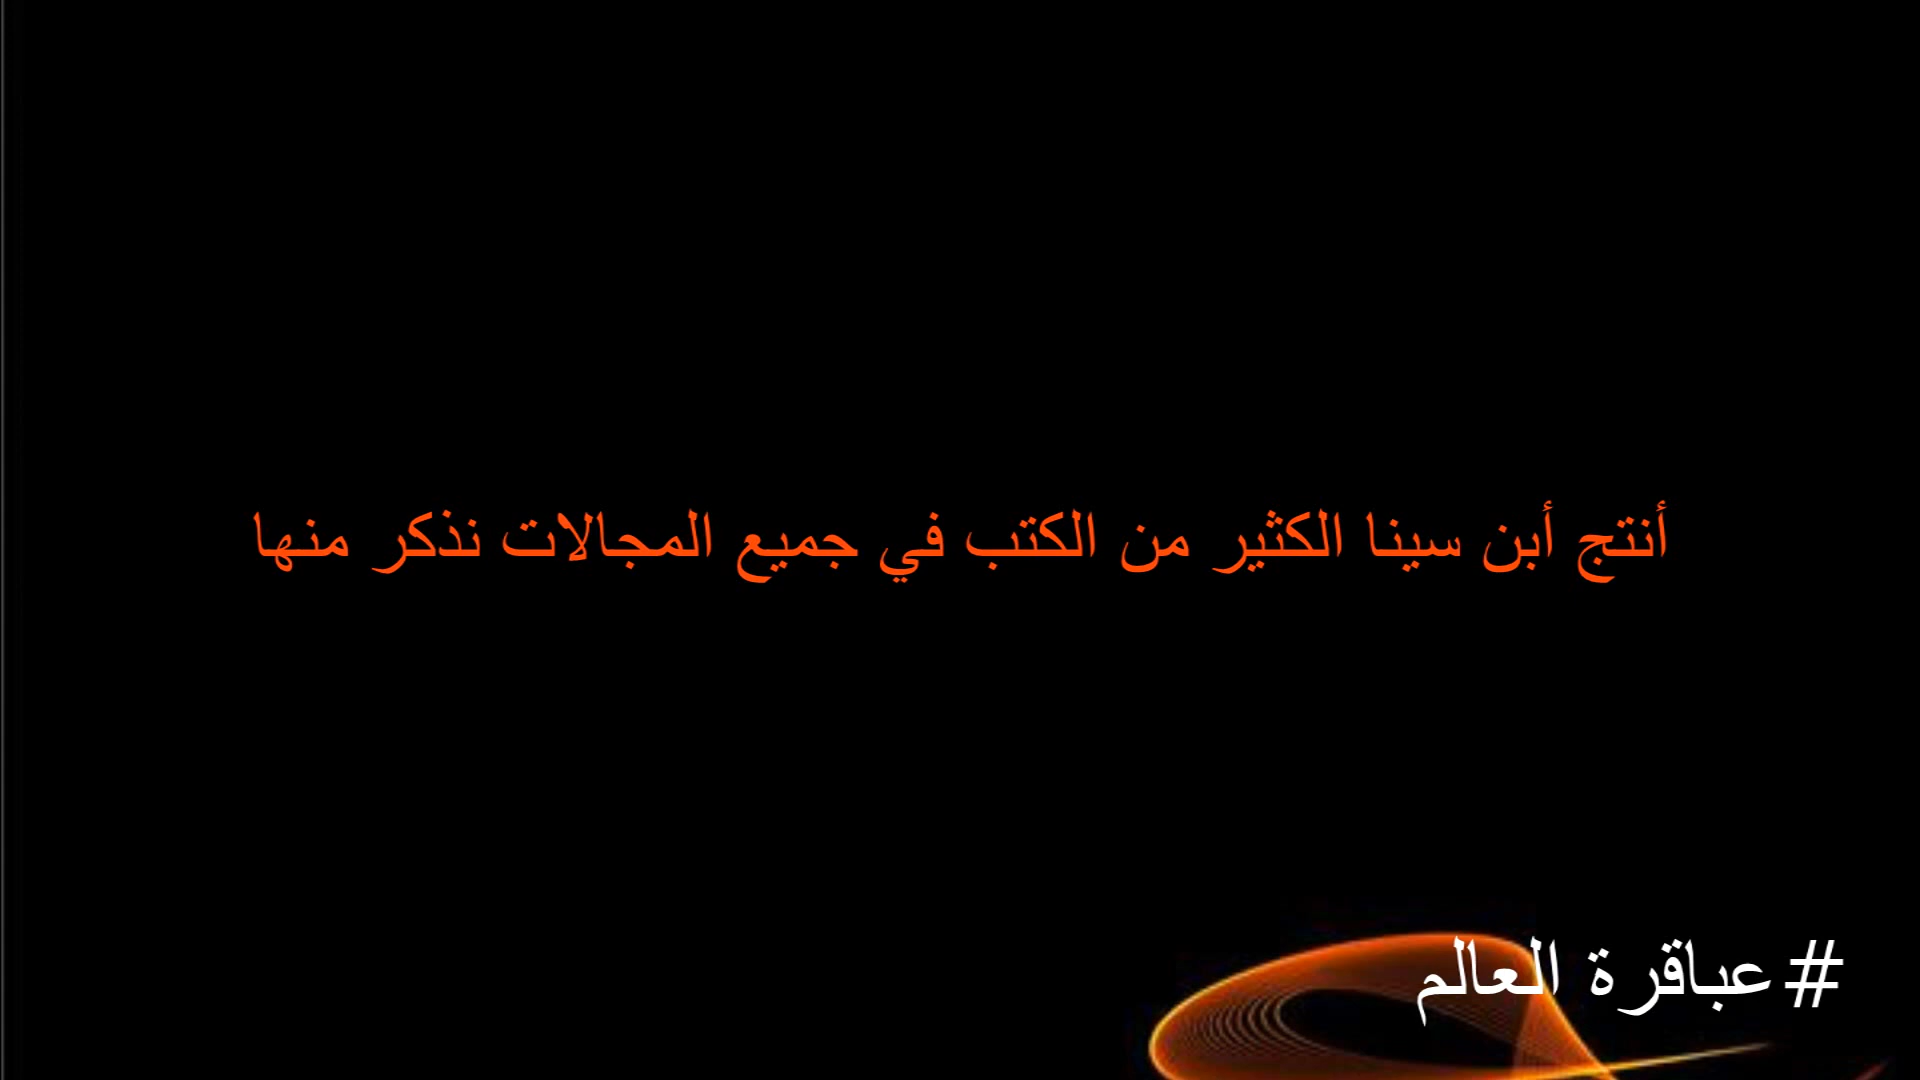 أنتج أبن سينا الكثير من الكتب في جميع المجالات نذكر منها
#عباقرة العالم